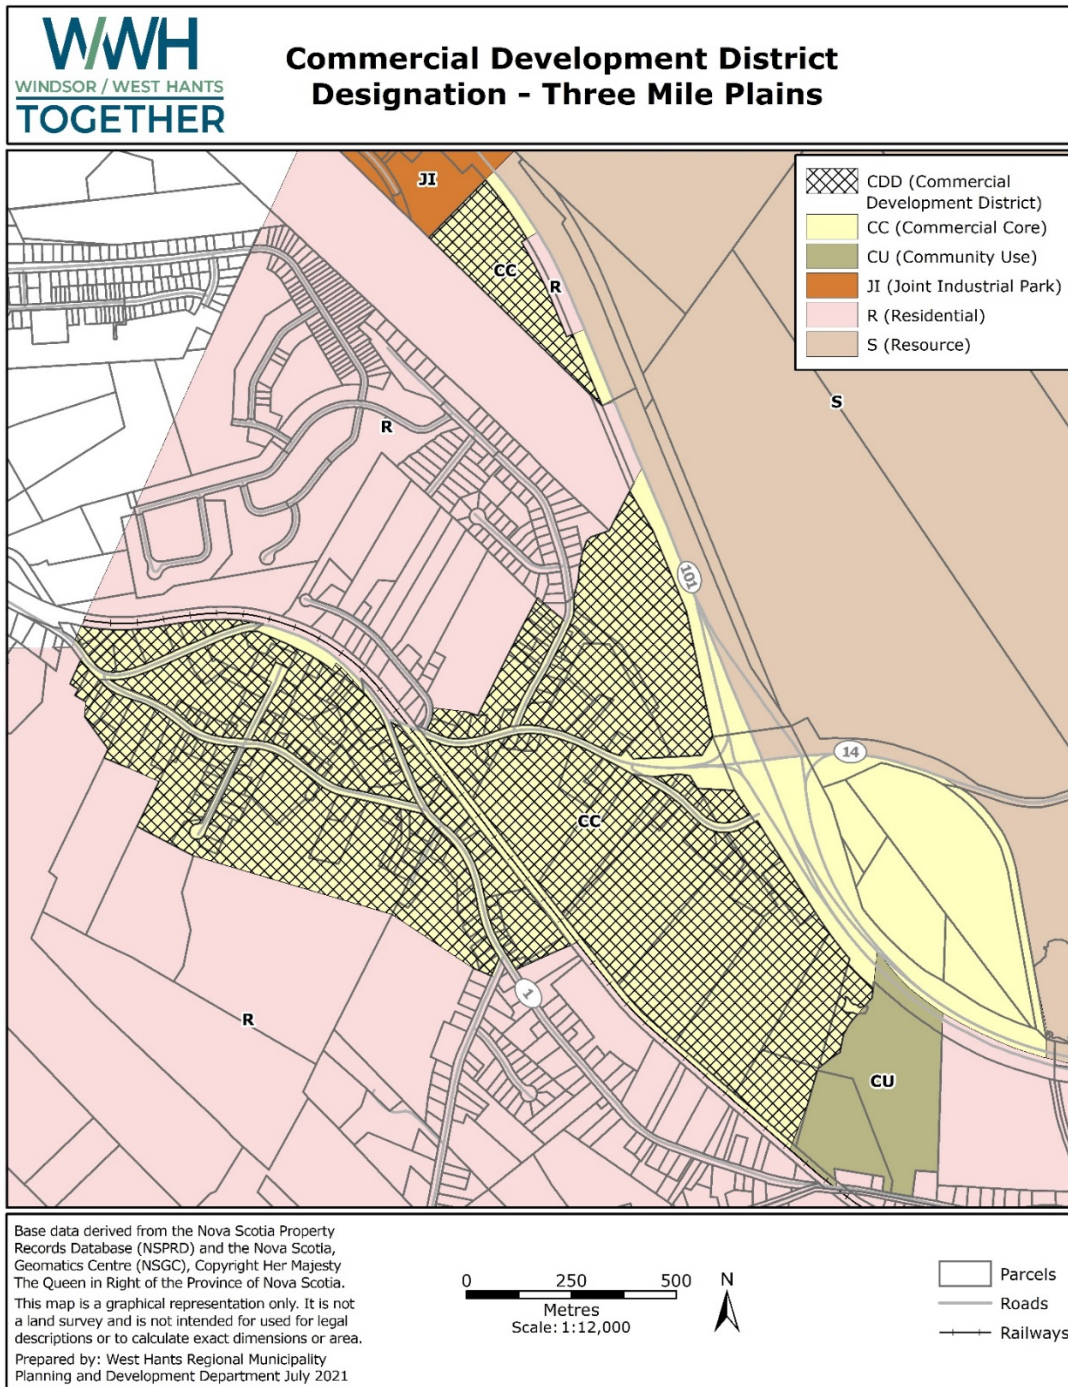 WWH
WINDSOR / WEST HANTS
TOGETHER
Commercial Development District
Designation - Three Mile Plains
CDD (Commercial
Development District)
CC (Commercial Core)
CU (Community Use)
JI (Joint Industrial Park)
R (Residential)
S (Resource)
JI
CC
R
S
R
101
14
CC
R
1
CU
Base data derived from the Nova Scotia Property
Records Database (NSPRD) and the Nova Scotia,
Geomatics Centre (NSGC), Copyright Her Majesty
The Queen in Right of the Province of Nova Scotia.
This map is a graphical representation only. It is not
a land survey and is not intended for used for legal
descriptions or to calculate exact dimensions or area.
Prepared by: West Hants Regional Municipality
Planning and Development Department July 2021
0 250 500
Metres
Scale: 1:12,000
N
Parcels
Roads
Railways